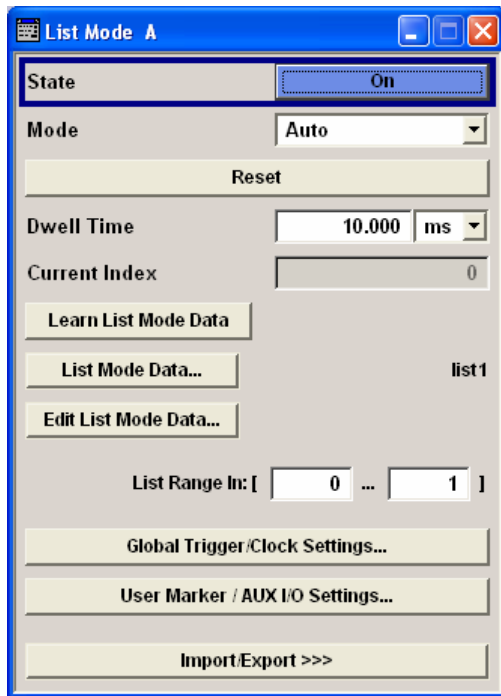 List Mode A
State On
Mode Auto
Reset
Dwell Time 10.000 ms
Current Index 0
Learn List Mode Data
List Mode Data... list1
Edit List Mode Data...
List Range In: [ 0 ... 1 ]
Global Trigger/Clock Settings...
User Marker / AUX I/O Settings...
Import/Export >>>